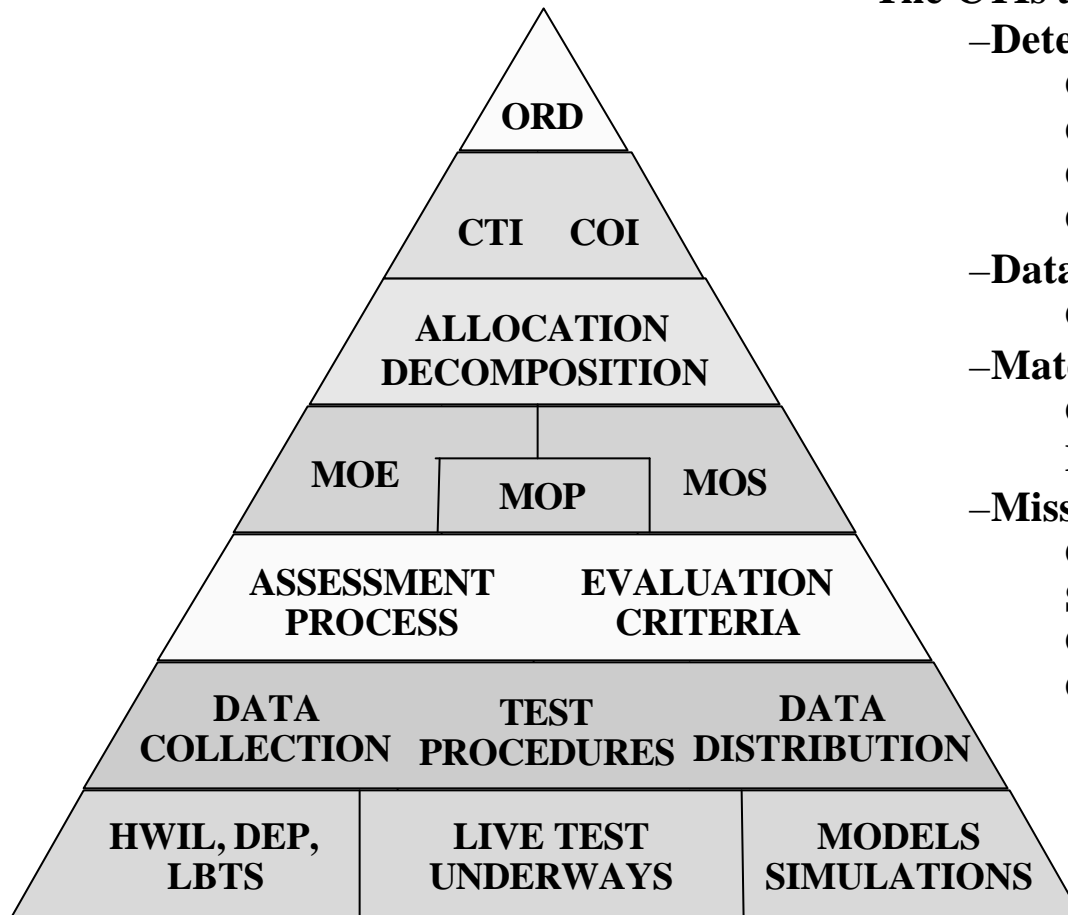 ORD
CTI COI
ALLOCATION
DECOMPOSITION
MOE
MOP
MOS
ASSESSMENT
PROCESS
EVALUATION
CRITERIA
DATA
COLLECTION
TEST
PROCEDURES
DATA
DISTRIBUTION
HWIL, DEP,
LBTS
LIVE TEST
UNDERWAYS
MODELS
SIMULATIONS